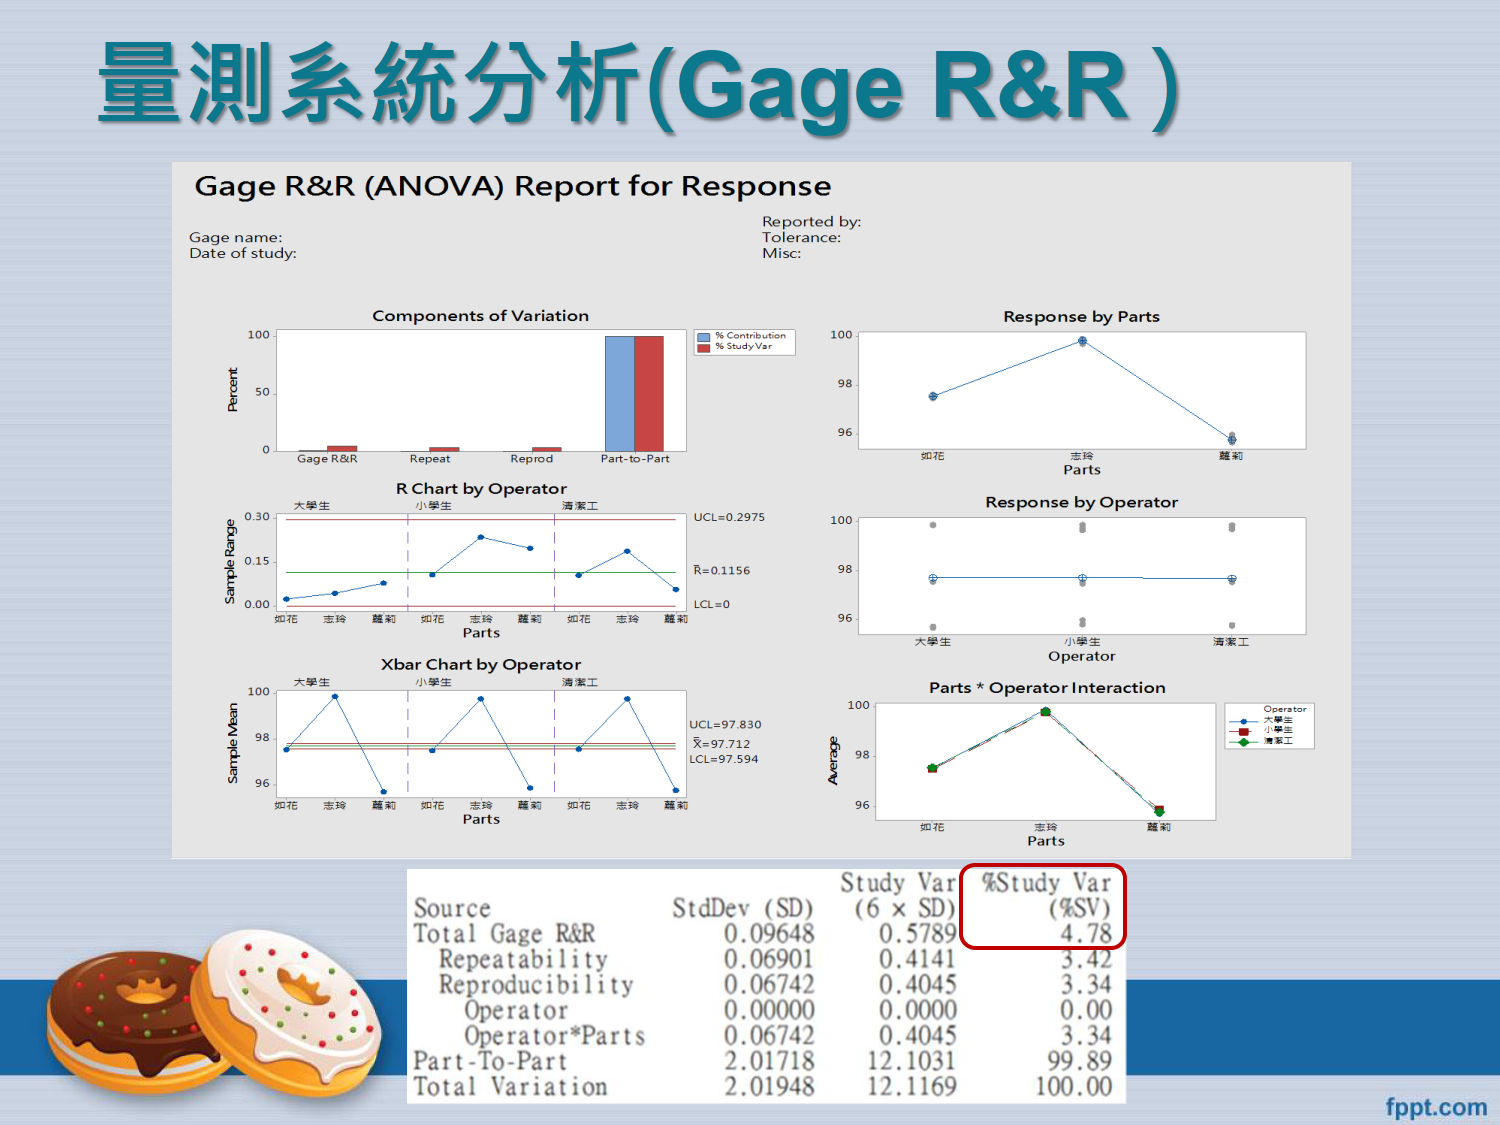 量測系統分析(Gage R&R )
Gage R&R (ANOVA) Report for Response
Gage name:
Date of study:
Reported by:
Tolerance:
Misc:
Components of Variation
Percent
100
50
0
Gage R&R Repeat Reprod Part-to-Part
% Contribution
% Study Var
R Chart by Operator
大學生 小學生 清潔工
Sample Range
0.30
0.15
0.00
UCL=0.2975
R̄=0.1156
LCL=0
如花 志玲 蘿莉 如花 志玲 蘿莉 如花 志玲 蘿莉
Parts
Xbar Chart by Operator
大學生 小學生 清潔工
Sample Mean
100
98
96
UCL=97.830
X̿=97.712
LCL=97.594
如花 志玲 蘿莉 如花 志玲 蘿莉 如花 志玲 蘿莉
Parts
Response by Parts
100
98
96
如花 志玲 蘿莉
Parts
Response by Operator
100
98
96
大學生 小學生 清潔工
Operator
Parts * Operator Interaction
Average
100
98
96
如花 志玲 蘿莉
Parts
Operator
大學生
小學生
清潔工
Study Var %Study Var
Source StdDev (SD) (6 × SD) (%SV)
Total Gage R&R 0.09648 0.5789 4.78
Repeatability 0.06901 0.4141 3.42
Reproducibility 0.06742 0.4045 3.34
Operator 0.00000 0.0000 0.00
Operator*Parts 0.06742 0.4045 3.34
Part-To-Part 2.01718 12.1031 99.89
Total Variation 2.01948 12.1169 100.00
fppt.com